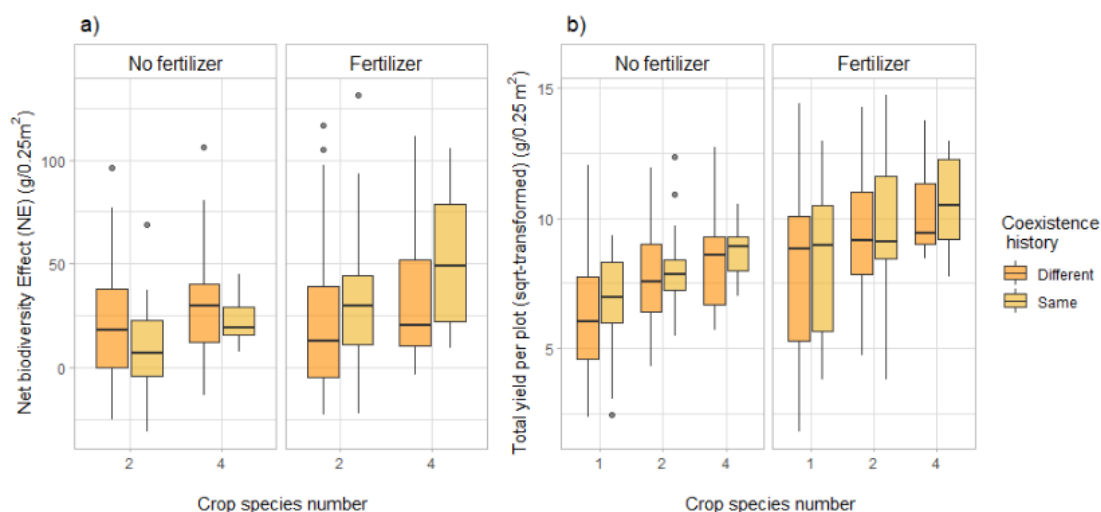 a)
No fertilizer
Fertilizer
Net biodiversity Effect (NE) (g/0.25m²)
100
50
0
2
4
2
4
Crop species number
b)
No fertilizer
Fertilizer
Total yield per plot (sqrt-transformed) (g/0.25 m²)
15
10
5
1
2
4
1
2
4
Crop species number
Coexistence
history
Different
Same